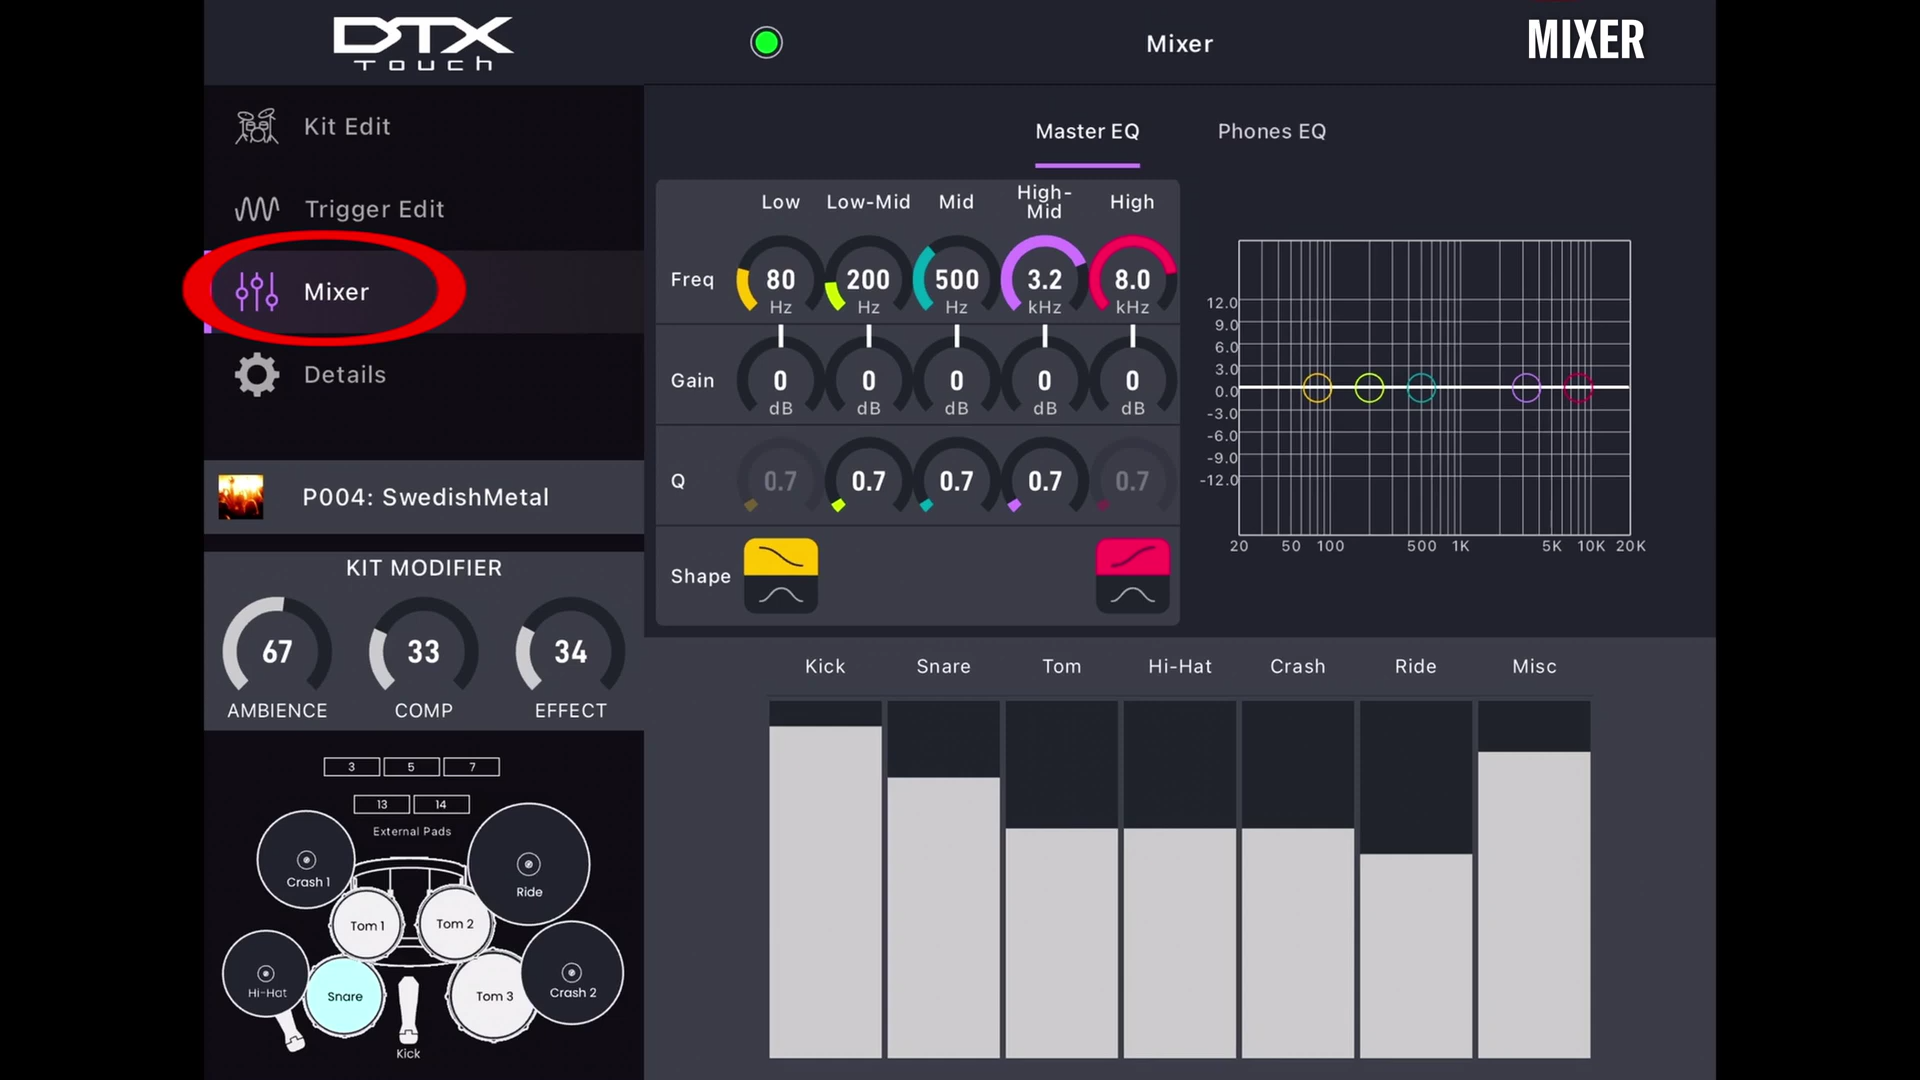 DTX
TOUCH
Mixer
MIXER
Kit Edit
Trigger Edit
Mixer
Details
P004: SwedishMetal
KIT MODIFIER
67 33 34
AMBIENCE COMP EFFECT
3 5 7
13 14
External Pads
Crash 1
Ride
Tom 1
Tom 2
Hi-Hat
Snare
Tom 3
Crash 2
Kick
Master EQ Phones EQ
Low Low-Mid Mid High-
Mid High
Freq 80 200 500 3.2 8.0
Hz Hz Hz kHz kHz
Gain 0 0 0 0 0
dB dB dB dB dB
Q 0.7 0.7 0.7 0.7 0.7
Shape
12.0
9.0
6.0
3.0
0.0
-3.0
-6.0
-9.0
-12.0
20 50 100 500 1K 5K 10K 20K
Kick Snare Tom Hi-Hat Crash Ride Misc